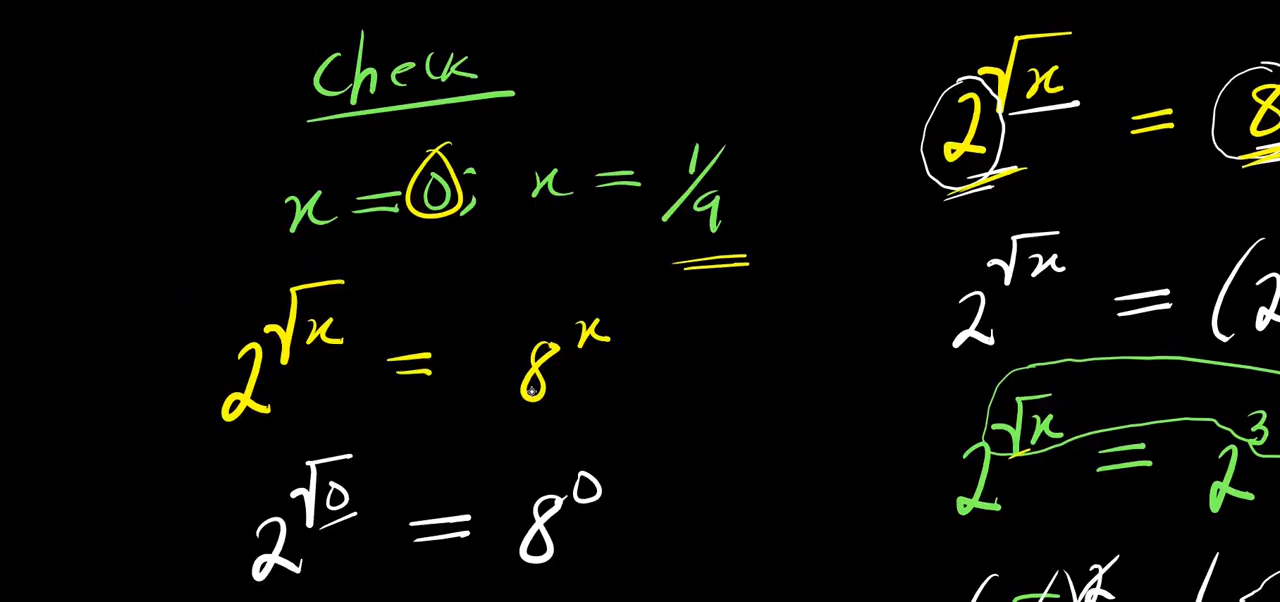 Check
x = 0; x = 1/9
2^√x = 8^x
2^√0 = 8^0
2^√x = 8
2^√x = (2
2^√x = 2^3